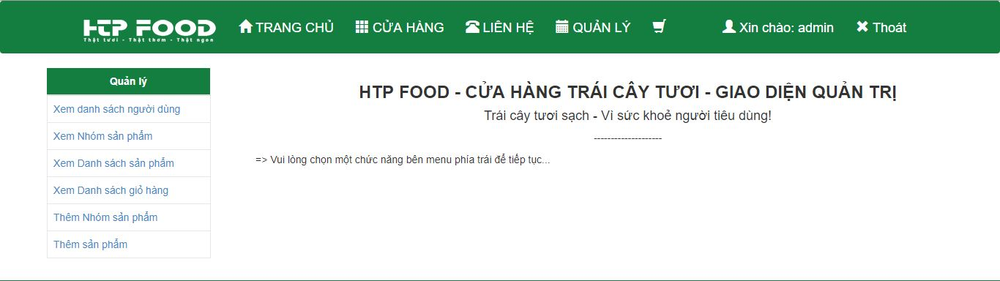 HTP FOOD
Thật tươi - Thật thơm - Thật ngon
TRANG CHỦ
CỬA HÀNG
LIÊN HỆ
QUẢN LÝ
Xin chào: admin
Thoát
Quản lý
Xem danh sách người dùng
Xem Nhóm sản phẩm
Xem Danh sách sản phẩm
Xem Danh sách giỏ hàng
Thêm Nhóm sản phẩm
Thêm sản phẩm
HTP FOOD - CỬA HÀNG TRÁI CÂY TƯƠI - GIAO DIỆN QUẢN TRỊ
Trái cây tươi sạch - Vì sức khoẻ người tiêu dùng!
--------------------
=> Vui lòng chọn một chức năng bên menu phía trái để tiếp tục...